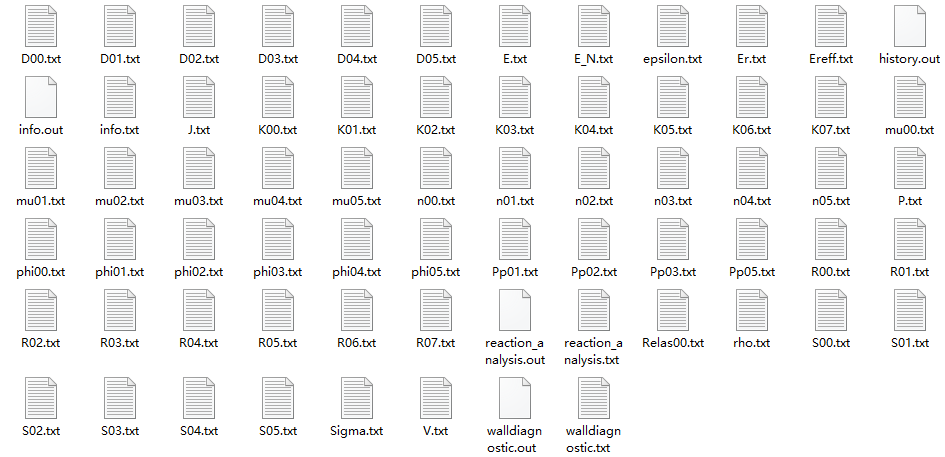 D00.txt D01.txt D02.txt D03.txt D04.txt D05.txt E.txt E_N.txt epsilon.txt Er.txt Ereff.txt history.out
info.out info.txt J.txt K00.txt K01.txt K02.txt K03.txt K04.txt K05.txt K06.txt K07.txt mu00.txt
mu01.txt mu02.txt mu03.txt mu04.txt mu05.txt n00.txt n01.txt n02.txt n03.txt n04.txt n05.txt P.txt
phi00.txt phi01.txt phi02.txt phi03.txt phi04.txt phi05.txt Pp01.txt Pp02.txt Pp03.txt Pp05.txt R00.txt R01.txt
R02.txt R03.txt R04.txt R05.txt R06.txt R07.txt reaction_a reaction_a Relas00.txt rho.txt S00.txt S01.txt
nalysis.out nalysis.txt
S02.txt S03.txt S04.txt S05.txt Sigma.txt V.txt walldiagn walldiagn
ostic.out ostic.txt